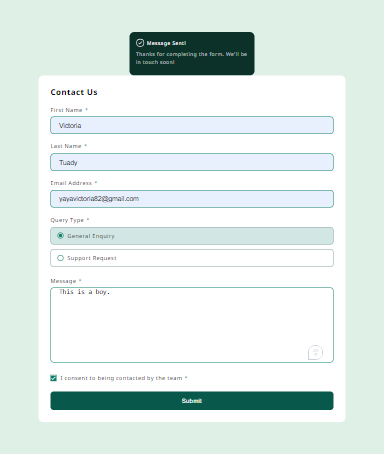 Message Sent!
Thanks for completing the form. We'll be
in touch soon!
Contact Us
First Name *
Victoria
Last Name *
Tuady
Email Address *
yayavictoria82@gmail.com
Query Type *
General Enquiry
Support Request
Message *
This is a boy.
I consent to being contacted by the team *
Submit